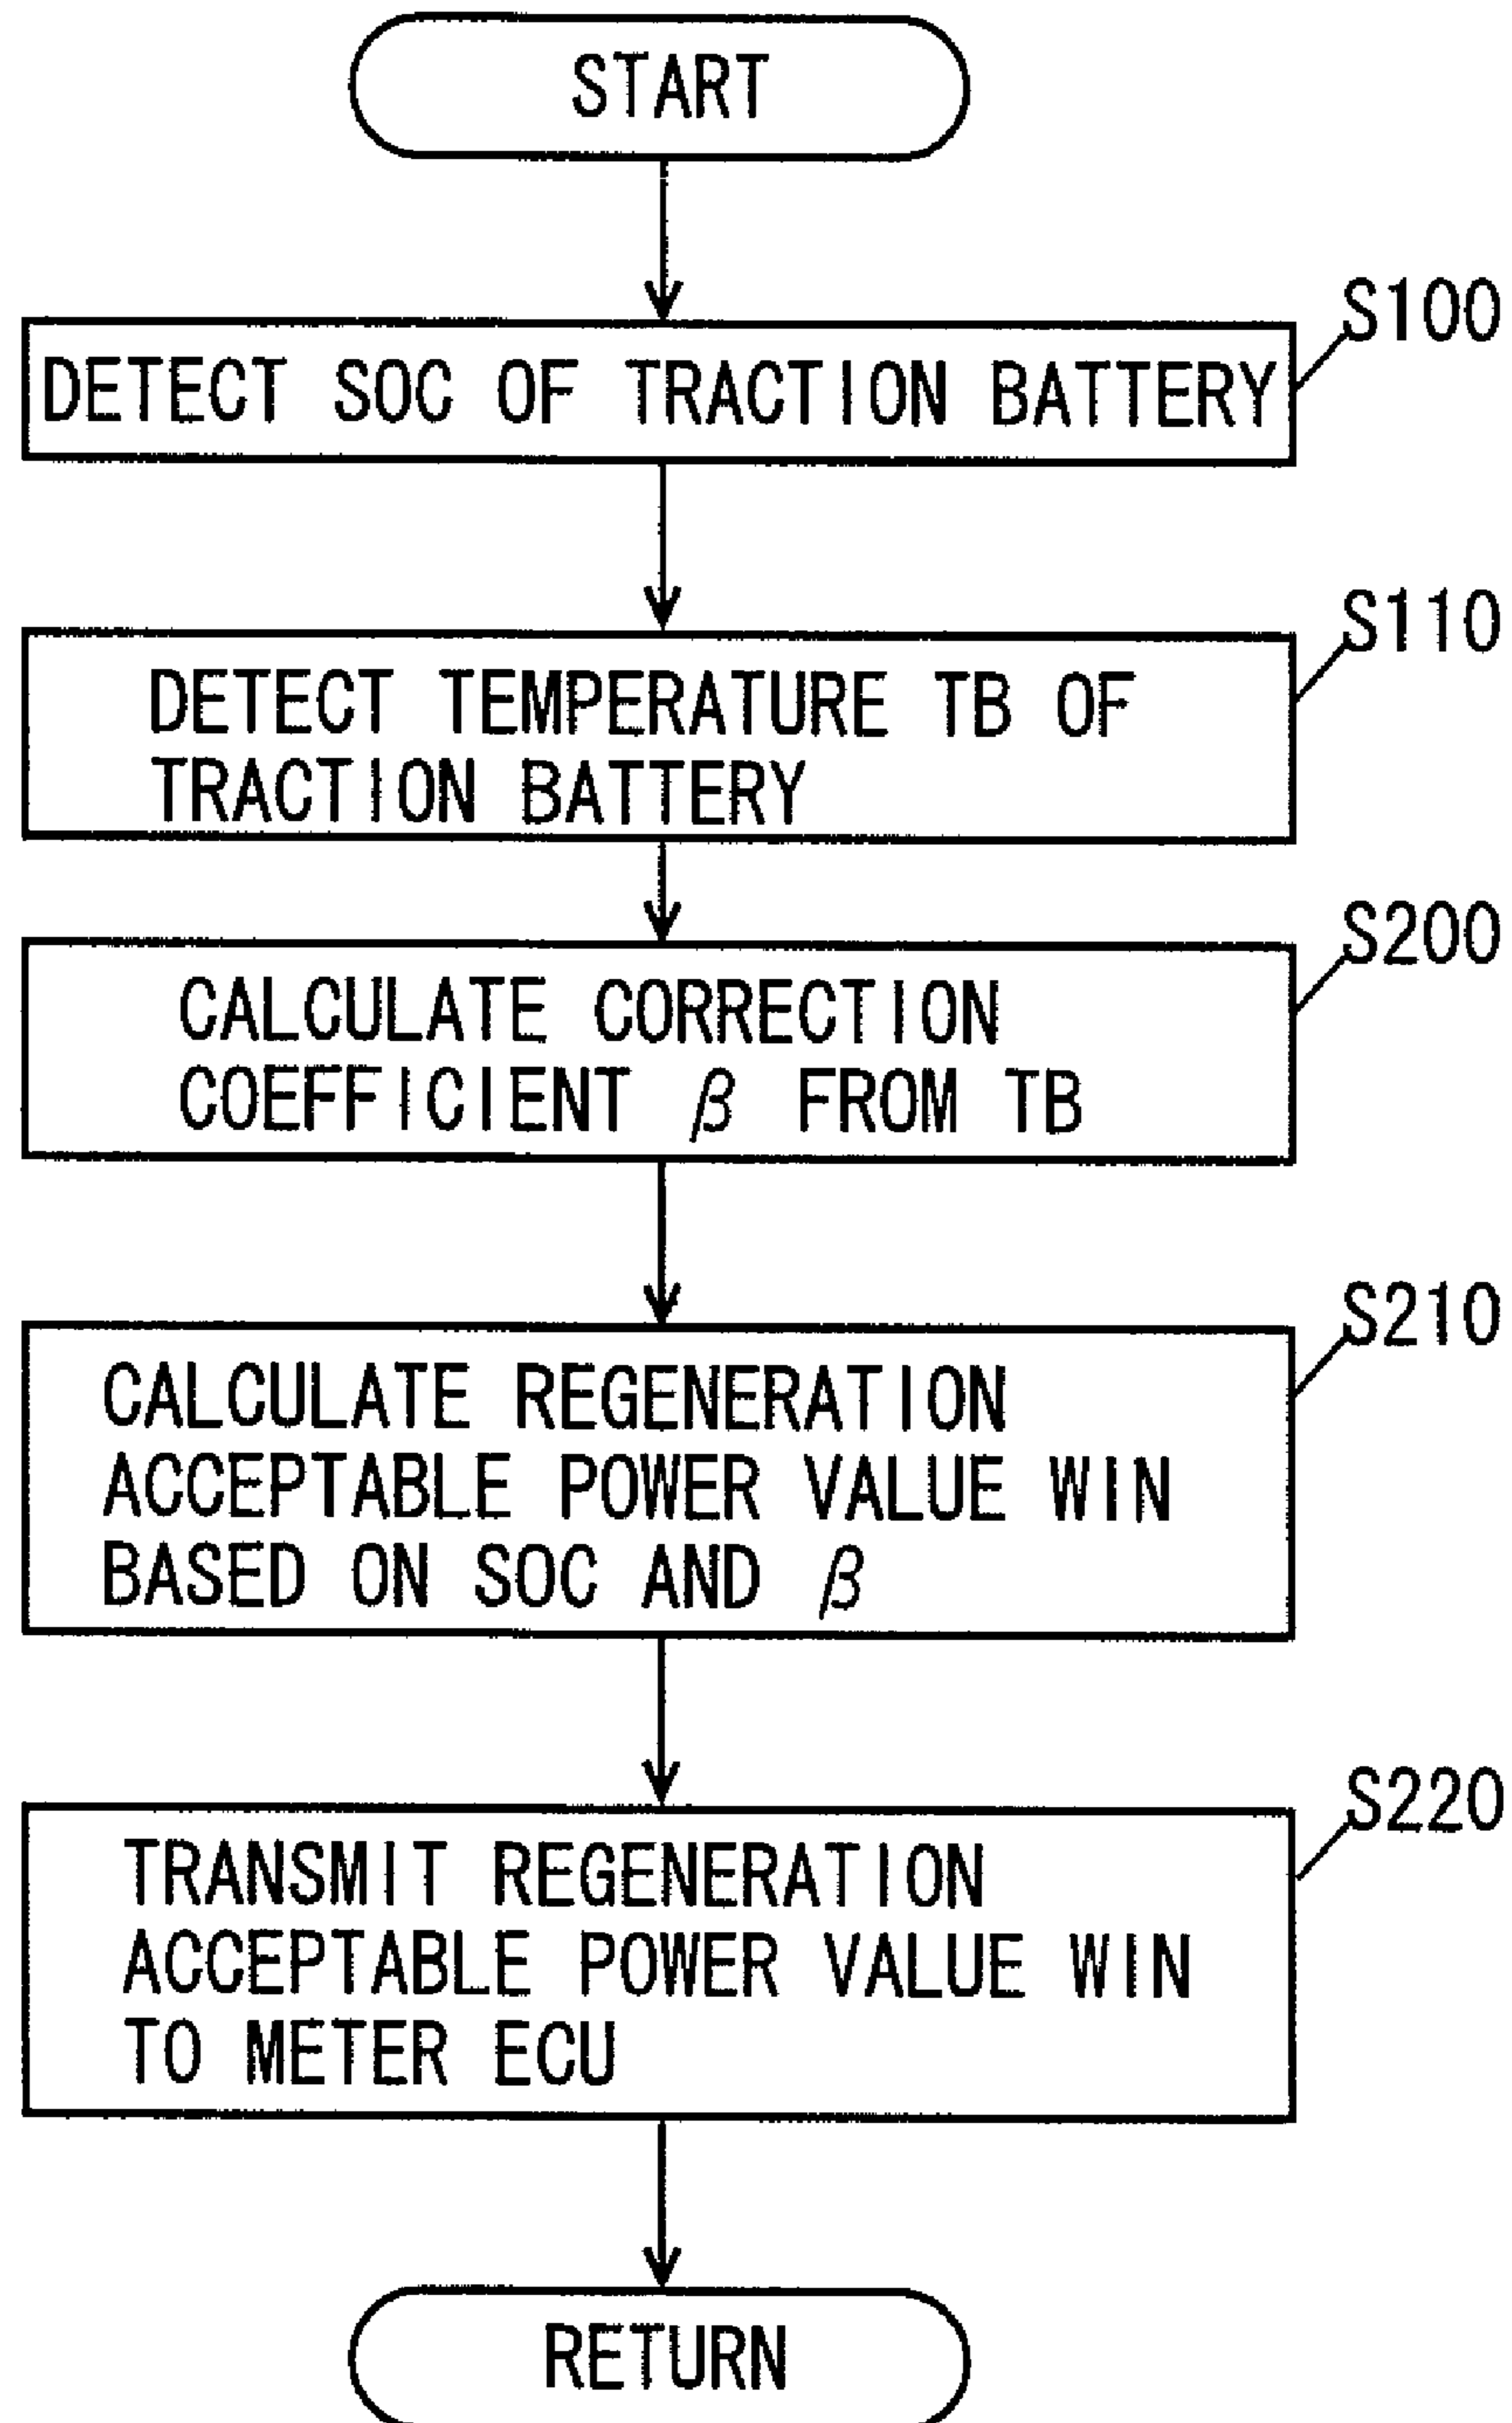 START
S100
DETECT SOC OF TRACTION BATTERY
S110
DETECT TEMPERATURE TB OF
TRACTION BATTERY
S200
CALCULATE CORRECTION
COEFFICIENT β FROM TB
S210
CALCULATE REGENERATION
ACCEPTABLE POWER VALUE WIN
BASED ON SOC AND β
S220
TRANSMIT REGENERATION
ACCEPTABLE POWER VALUE WIN
TO METER ECU
RETURN